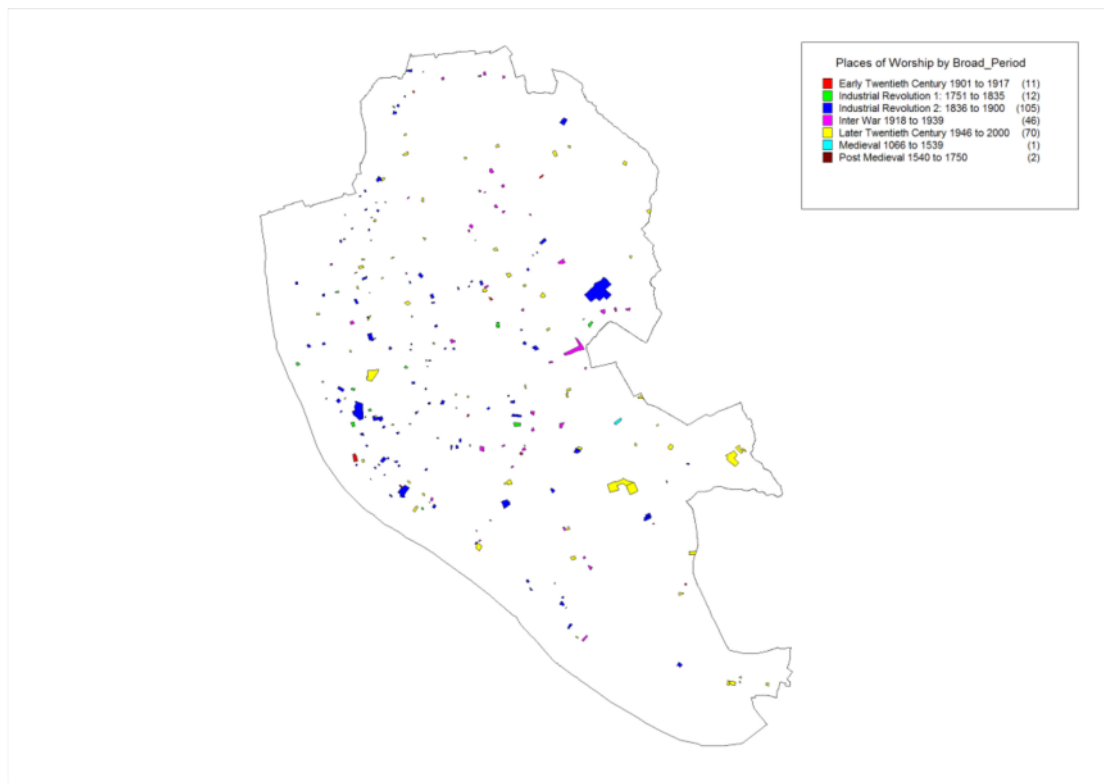 Places of Worship by Broad_Period
Early Twentieth Century 1901 to 1917 (11)
Industrial Revolution 1: 1751 to 1835 (12)
Industrial Revolution 2: 1836 to 1900 (105)
Inter War 1918 to 1939 (46)
Later Twentieth Century 1946 to 2000 (70)
Medieval 1066 to 1539 (1)
Post Medieval 1540 to 1750 (2)